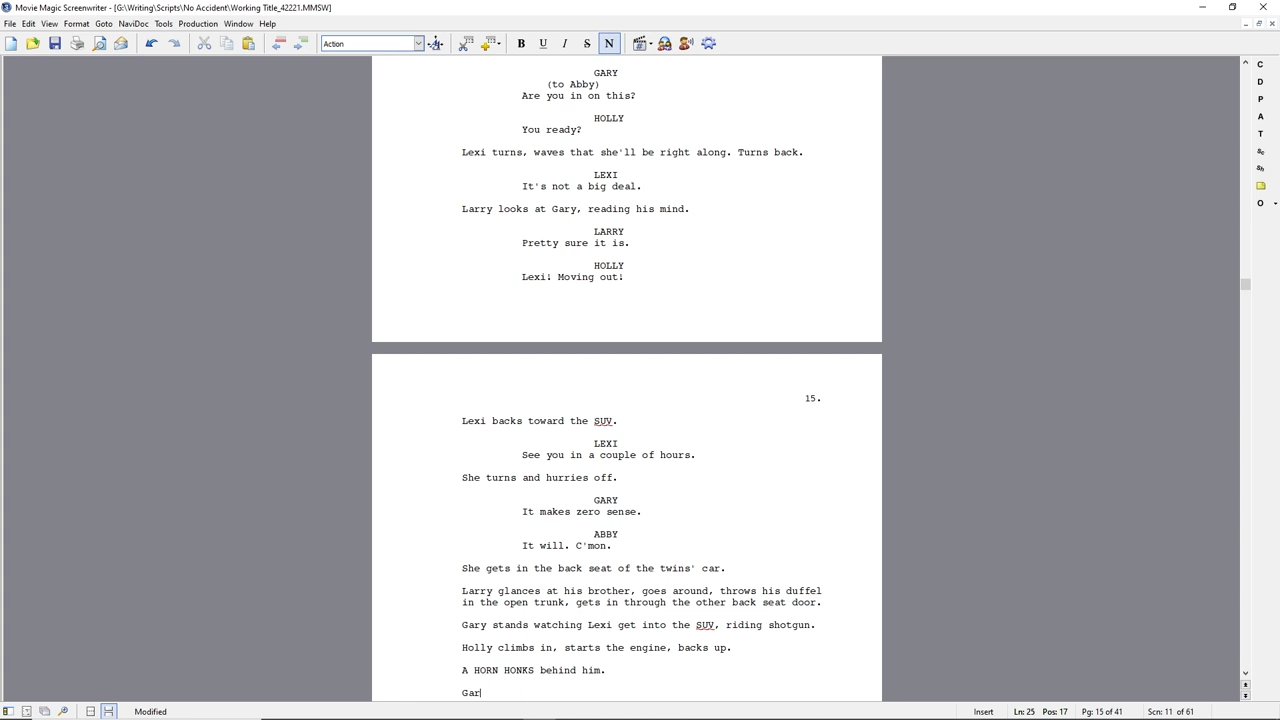 Movie Magic Screenwriter - [G:\Writing\Scripts\No Accident\Working Title_42221.MMSW]
File Edit View Format Goto NaviDoc Tools Production Window Help
Action
B U I S N
C
D
P
A
T
Sc
Sh
O
GARY
(to Abby)
Are you in on this?
HOLLY
You ready?
Lexi turns, waves that she'll be right along. Turns back.
LEXI
It's not a big deal.
Larry looks at Gary, reading his mind.
LARRY
Pretty sure it is.
HOLLY
Lexi! Moving out!
15.
Lexi backs toward the SUV.
LEXI
See you in a couple of hours.
She turns and hurries off.
GARY
It makes zero sense.
ABBY
It will. C'mon.
She gets in the back seat of the twins' car.
Larry glances at his brother, goes around, throws his duffel
in the open trunk, gets in through the other back seat door.
Gary stands watching Lexi get into the SUV, riding shotgun.
Holly climbs in, starts the engine, backs up.
A HORN HONKS behind him.
Gar
Modified Insert Ln: 25 Pos: 17 Pg: 15 of 41 Scn: 11 of 61